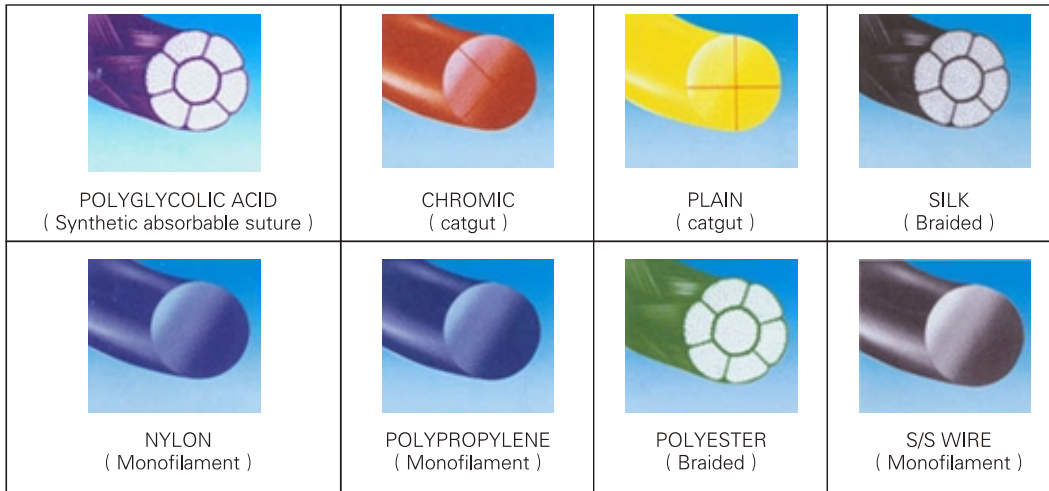 POLYGLYCOLIC ACID
( Synthetic absorbable suture )
CHROMIC
( catgut )
PLAIN
( catgut )
SILK
( Braided )
NYLON
( Monofilament )
POLYPROPYLENE
( Monofilament )
POLYESTER
( Braided )
S/S WIRE
( Monofilament )